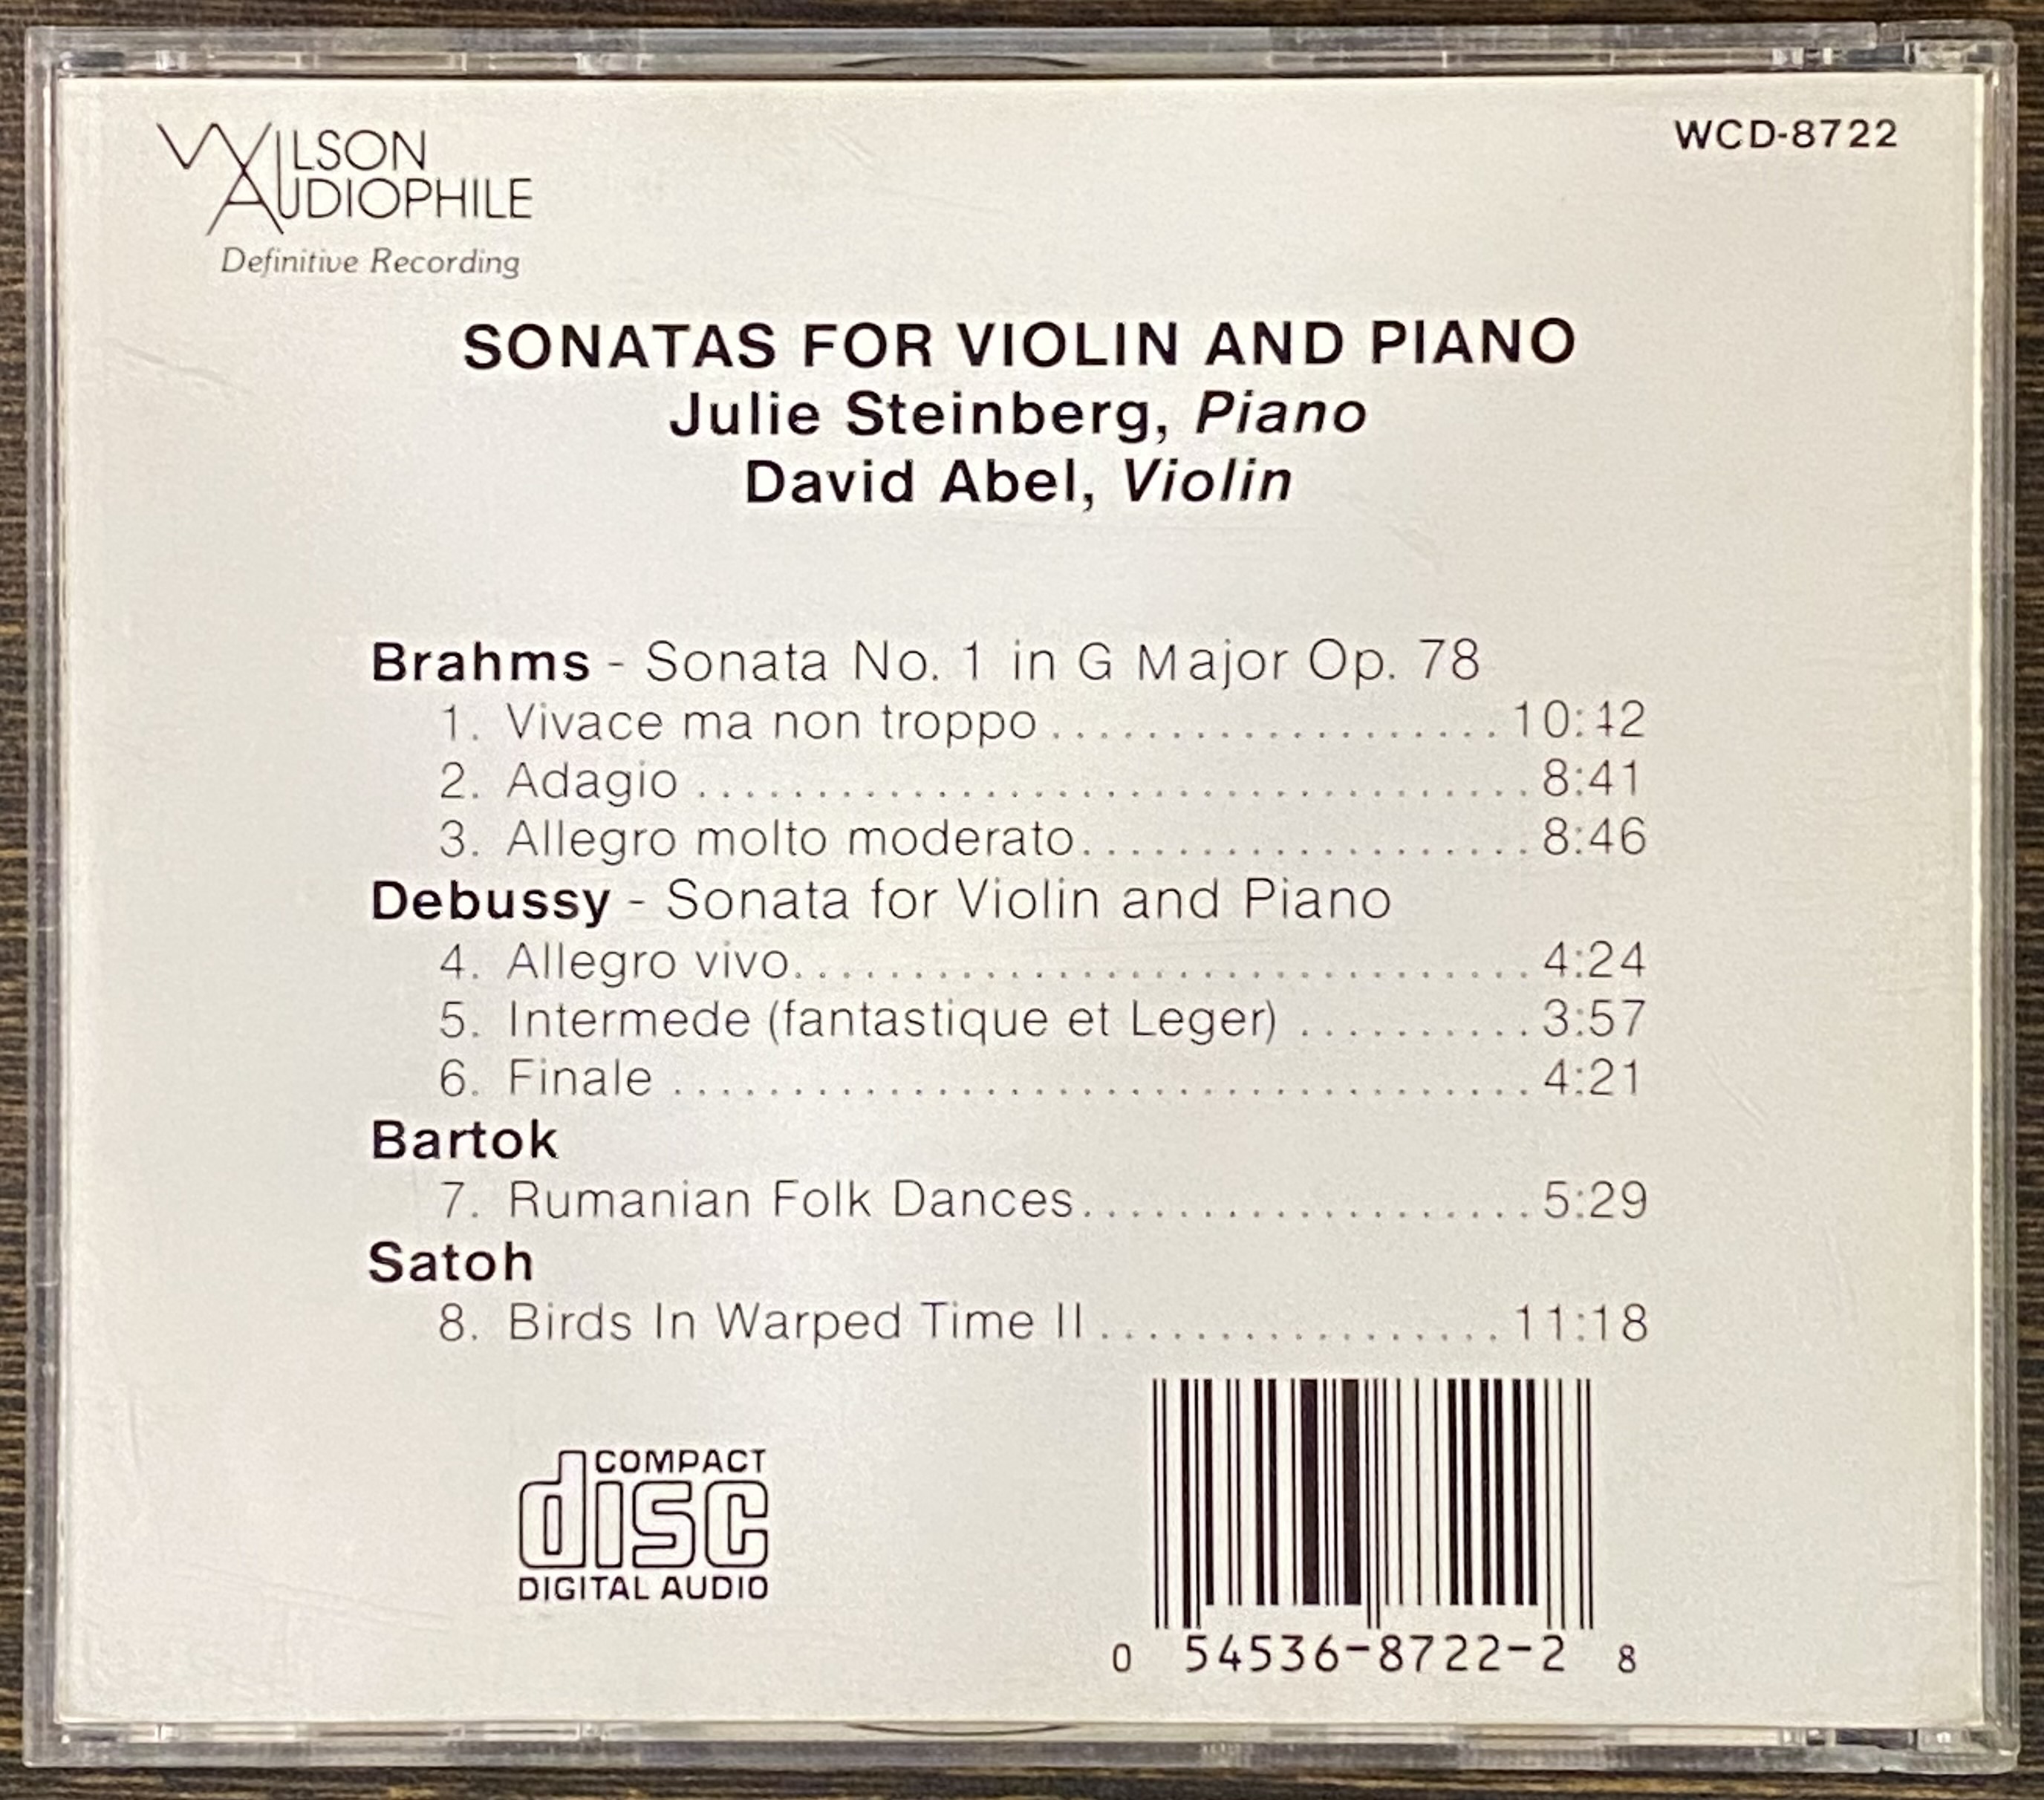 WILSON
AUDIOPHILE
Definitive Recording
WCD-8722
SONATAS FOR VIOLIN AND PIANO
Julie Steinberg, Piano
David Abel, Violin
Brahms - Sonata No. 1 in G Major Op. 78
1. Vivace ma non troppo.................... 10:42
2. Adagio ................................... 8:41
3. Allegro molto moderato................... 8:46
Debussy - Sonata for Violin and Piano
4. Allegro vivo............................... 4:24
5. Intermede (fantastique et Leger) .......... 3:57
6. Finale .................................... 4:21
Bartok
7. Rumanian Folk Dances................... 5:29
Satoh
8. Birds In Warped Time II ................. 11:18
COMPACT
disc
DIGITAL AUDIO
0 54536-8722-2 8